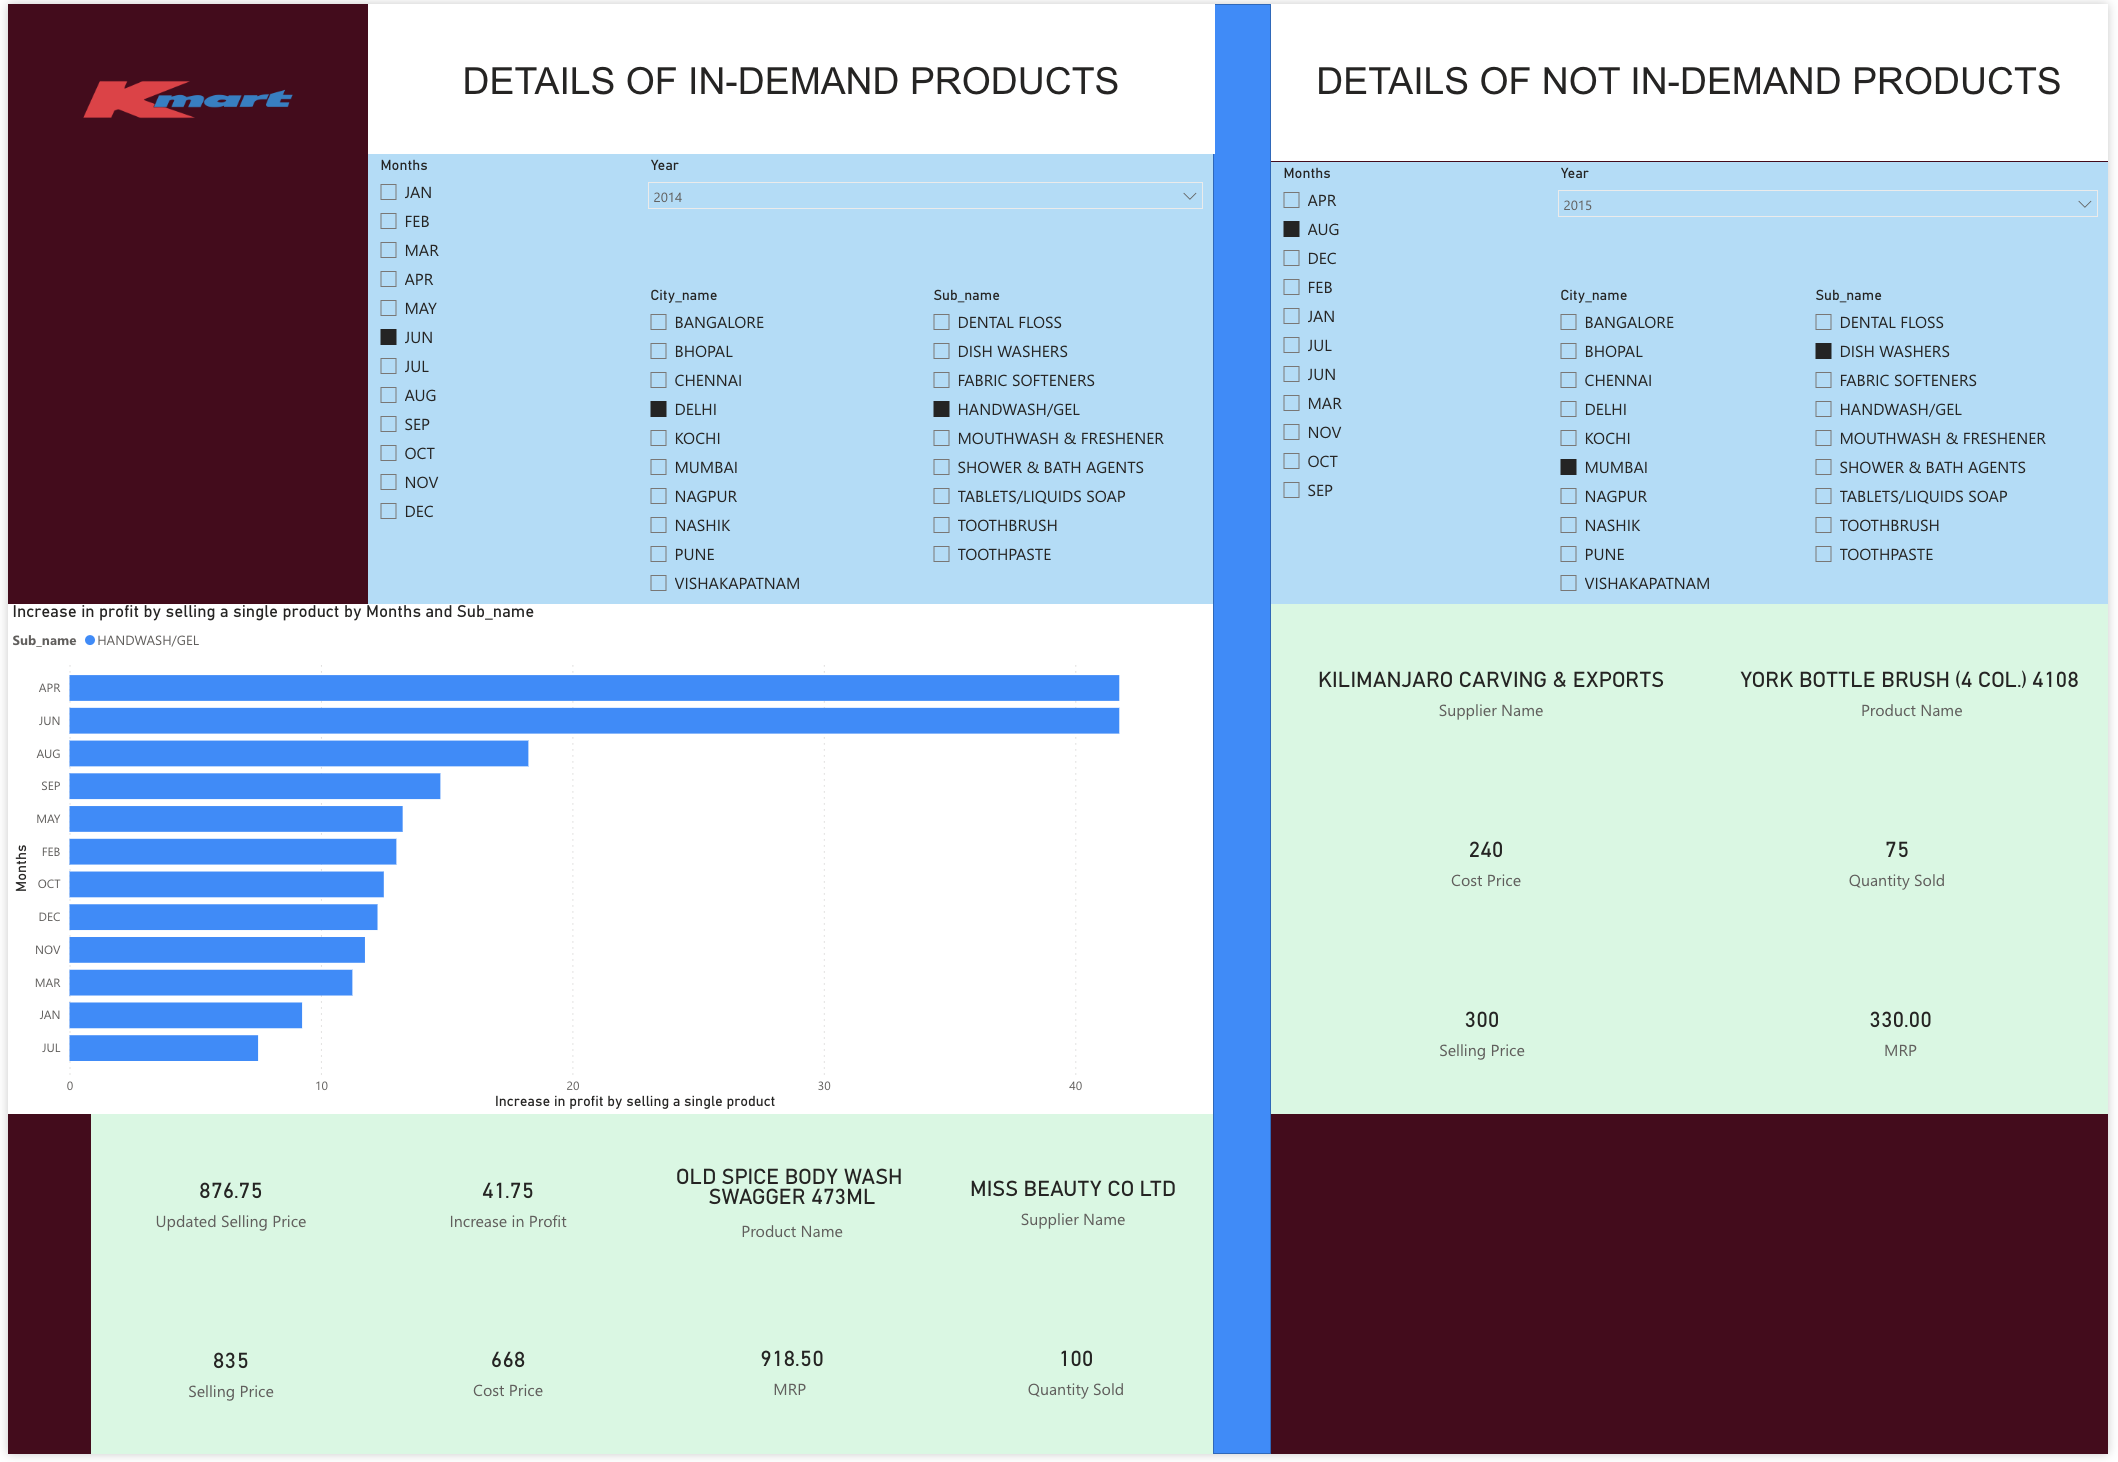 Kmart
DETAILS OF IN-DEMAND PRODUCTS
Months
JAN
FEB
MAR
APR
MAY
JUN
JUL
AUG
SEP
OCT
NOV
DEC
Year
2014
City_name
BANGALORE
BHOPAL
CHENNAI
DELHI
KOCHI
MUMBAI
NAGPUR
NASHIK
PUNE
VISHAKAPATNAM
Sub_name
DENTAL FLOSS
DISH WASHERS
FABRIC SOFTENERS
HANDWASH/GEL
MOUTHWASH & FRESHENER
SHOWER & BATH AGENTS
TABLETS/LIQUIDS SOAP
TOOTHBRUSH
TOOTHPASTE
Increase in profit by selling a single product by Months and Sub_name
Sub_name HANDWASH/GEL
Months
APR
JUN
AUG
SEP
MAY
FEB
OCT
DEC
NOV
MAR
JAN
JUL
0 10 20 30 40
Increase in profit by selling a single product
876.75
Updated Selling Price
41.75
Increase in Profit
OLD SPICE BODY WASH
SWAGGER 473ML
Product Name
MISS BEAUTY CO LTD
Supplier Name
835
Selling Price
668
Cost Price
918.50
MRP
100
Quantity Sold
DETAILS OF NOT IN-DEMAND PRODUCTS
Months
APR
AUG
DEC
FEB
JAN
JUL
JUN
MAR
NOV
OCT
SEP
Year
2015
City_name
BANGALORE
BHOPAL
CHENNAI
DELHI
KOCHI
MUMBAI
NAGPUR
NASHIK
PUNE
VISHAKAPATNAM
Sub_name
DENTAL FLOSS
DISH WASHERS
FABRIC SOFTENERS
HANDWASH/GEL
MOUTHWASH & FRESHENER
SHOWER & BATH AGENTS
TABLETS/LIQUIDS SOAP
TOOTHBRUSH
TOOTHPASTE
KILIMANJARO CARVING & EXPORTS
Supplier Name
YORK BOTTLE BRUSH (4 COL.) 4108
Product Name
240
Cost Price
75
Quantity Sold
300
Selling Price
330.00
MRP